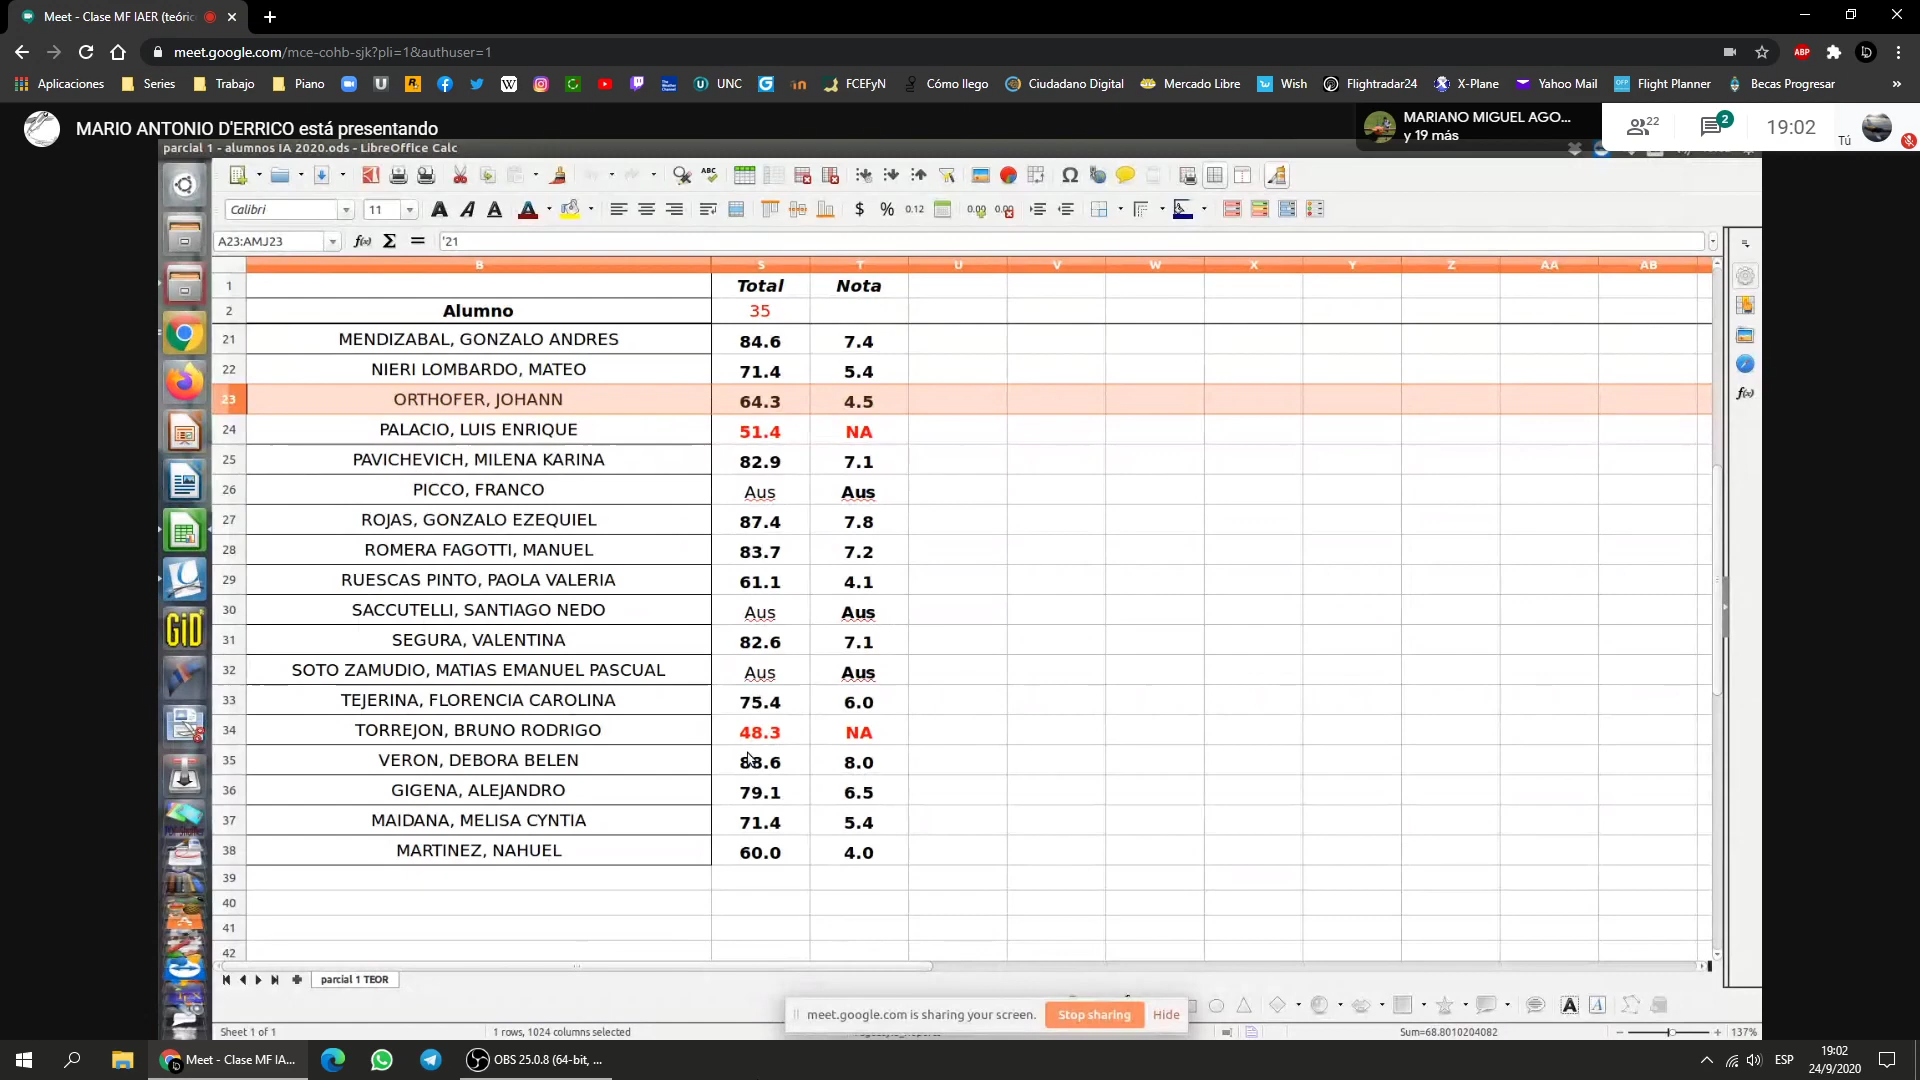 Meet - Clase MF IAER (teóric
meet.google.com/mce-cohb-sjk?pli=1&authuser=1
ABP
Aplicaciones Series Trabajo Piano UNC FCEFyN Cómo llego Ciudadano Digital Mercado Libre Wish Flightradar24 X-Plane Yahoo Mail Flight Planner Becas Progresar »
MARIO ANTONIO D'ERRICO está presentando
MARIANO MIGUEL AGO...
y 19 más
22
2
19:02
Tú
parcial 1 - alumnos IA 2020.ods - LibreOffice Calc
Calibri 11
A23:AMJ23 '21
B S T U V W X Y Z AA AB
1 Total Nota
2 Alumno 35
21 MENDIZABAL, GONZALO ANDRES 84.6 7.4
22 NIERI LOMBARDO, MATEO 71.4 5.4
23 ORTHOFER, JOHANN 64.3 4.5
24 PALACIO, LUIS ENRIQUE 51.4 NA
25 PAVICHEVICH, MILENA KARINA 82.9 7.1
26 PICCO, FRANCO Aus Aus
27 ROJAS, GONZALO EZEQUIEL 87.4 7.8
28 ROMERA FAGOTTI, MANUEL 83.7 7.2
29 RUESCAS PINTO, PAOLA VALERIA 61.1 4.1
30 SACCUTELLI, SANTIAGO NEDO Aus Aus
31 SEGURA, VALENTINA 82.6 7.1
32 SOTO ZAMUDIO, MATIAS EMANUEL PASCUAL Aus Aus
33 TEJERINA, FLORENCIA CAROLINA 75.4 6.0
34 TORREJON, BRUNO RODRIGO 48.3 NA
35 VERON, DEBORA BELEN 88.6 8.0
36 GIGENA, ALEJANDRO 79.1 6.5
37 MAIDANA, MELISA CYNTIA 71.4 5.4
38 MARTINEZ, NAHUEL 60.0 4.0
39
40
41
42
GiD
parcial 1 TEOR
meet.google.com is sharing your screen. Stop sharing Hide
Sheet 1 of 1 1 rows, 1024 columns selected Sum=68.8010204082 137%
Meet - Clase MF IA... OBS 25.0.8 (64-bit, ... ESP 19:02
24/9/2020